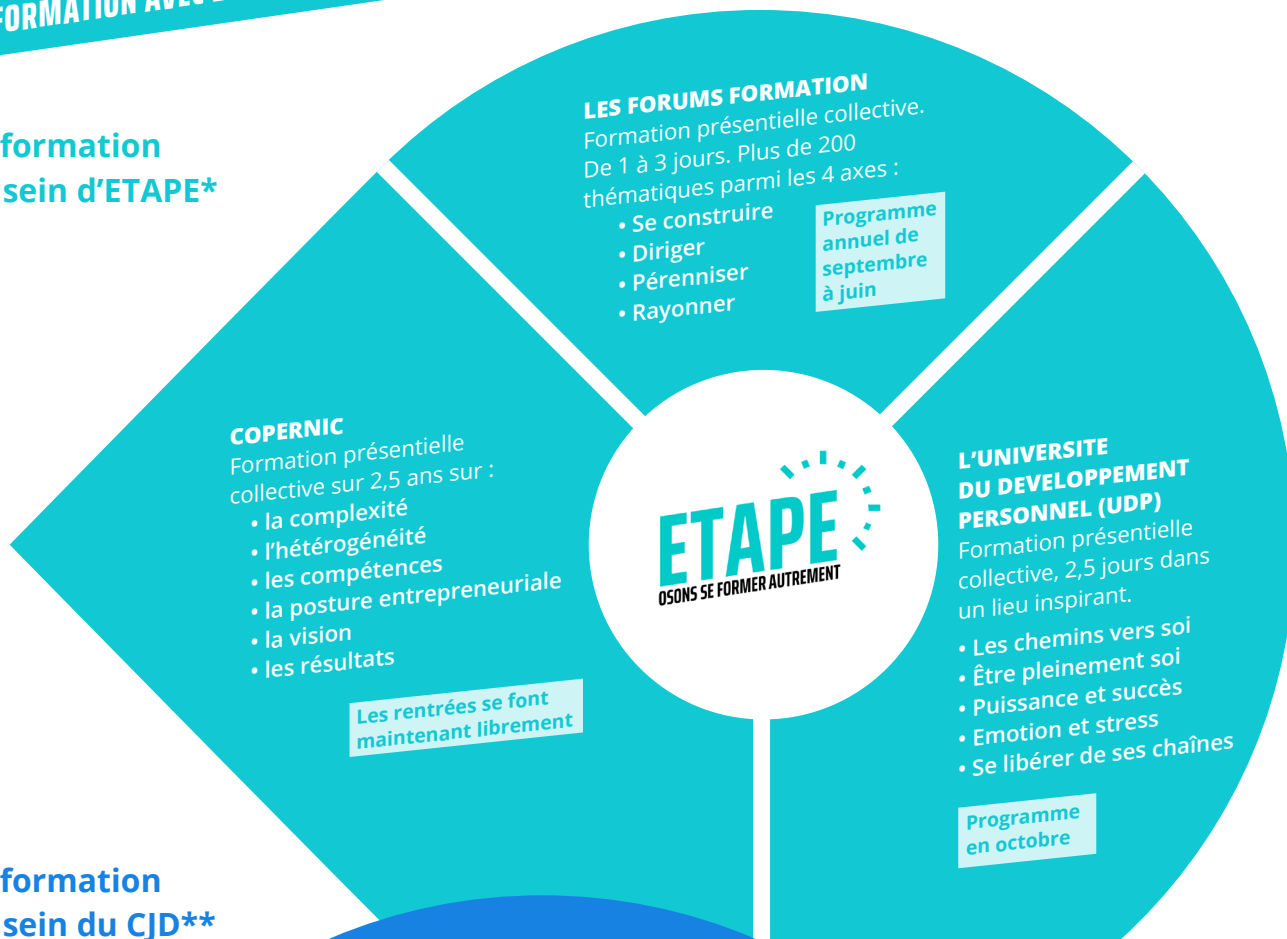 FORMATION AVEC
formation
sein d'ETAPE*
LES FORUMS FORMATION
Formation présentielle collective.
De 1 à 3 jours. Plus de 200
thématiques parmi les 4 axes :
• Se construire
• Diriger
• Pérenniser
• Rayonner
Programme
annuel de
septembre
à juin
COPERNIC
Formation présentielle
collective sur 2,5 ans sur :
• la complexité
• l'hétérogénéité
• les compétences
• la posture entrepreneuriale
• la vision
• les résultats
Les rentrées se font
maintenant librement
ETAPE
OSONS SE FORMER AUTREMENT
L'UNIVERSITE
DU DEVELOPPEMENT
PERSONNEL (UDP)
Formation présentielle
collective, 2,5 jours dans
un lieu inspirant.
• Les chemins vers soi
• Être pleinement soi
• Puissance et succès
• Emotion et stress
• Se libérer de ses chaînes
Programme
en octobre
formation
sein du CJD**